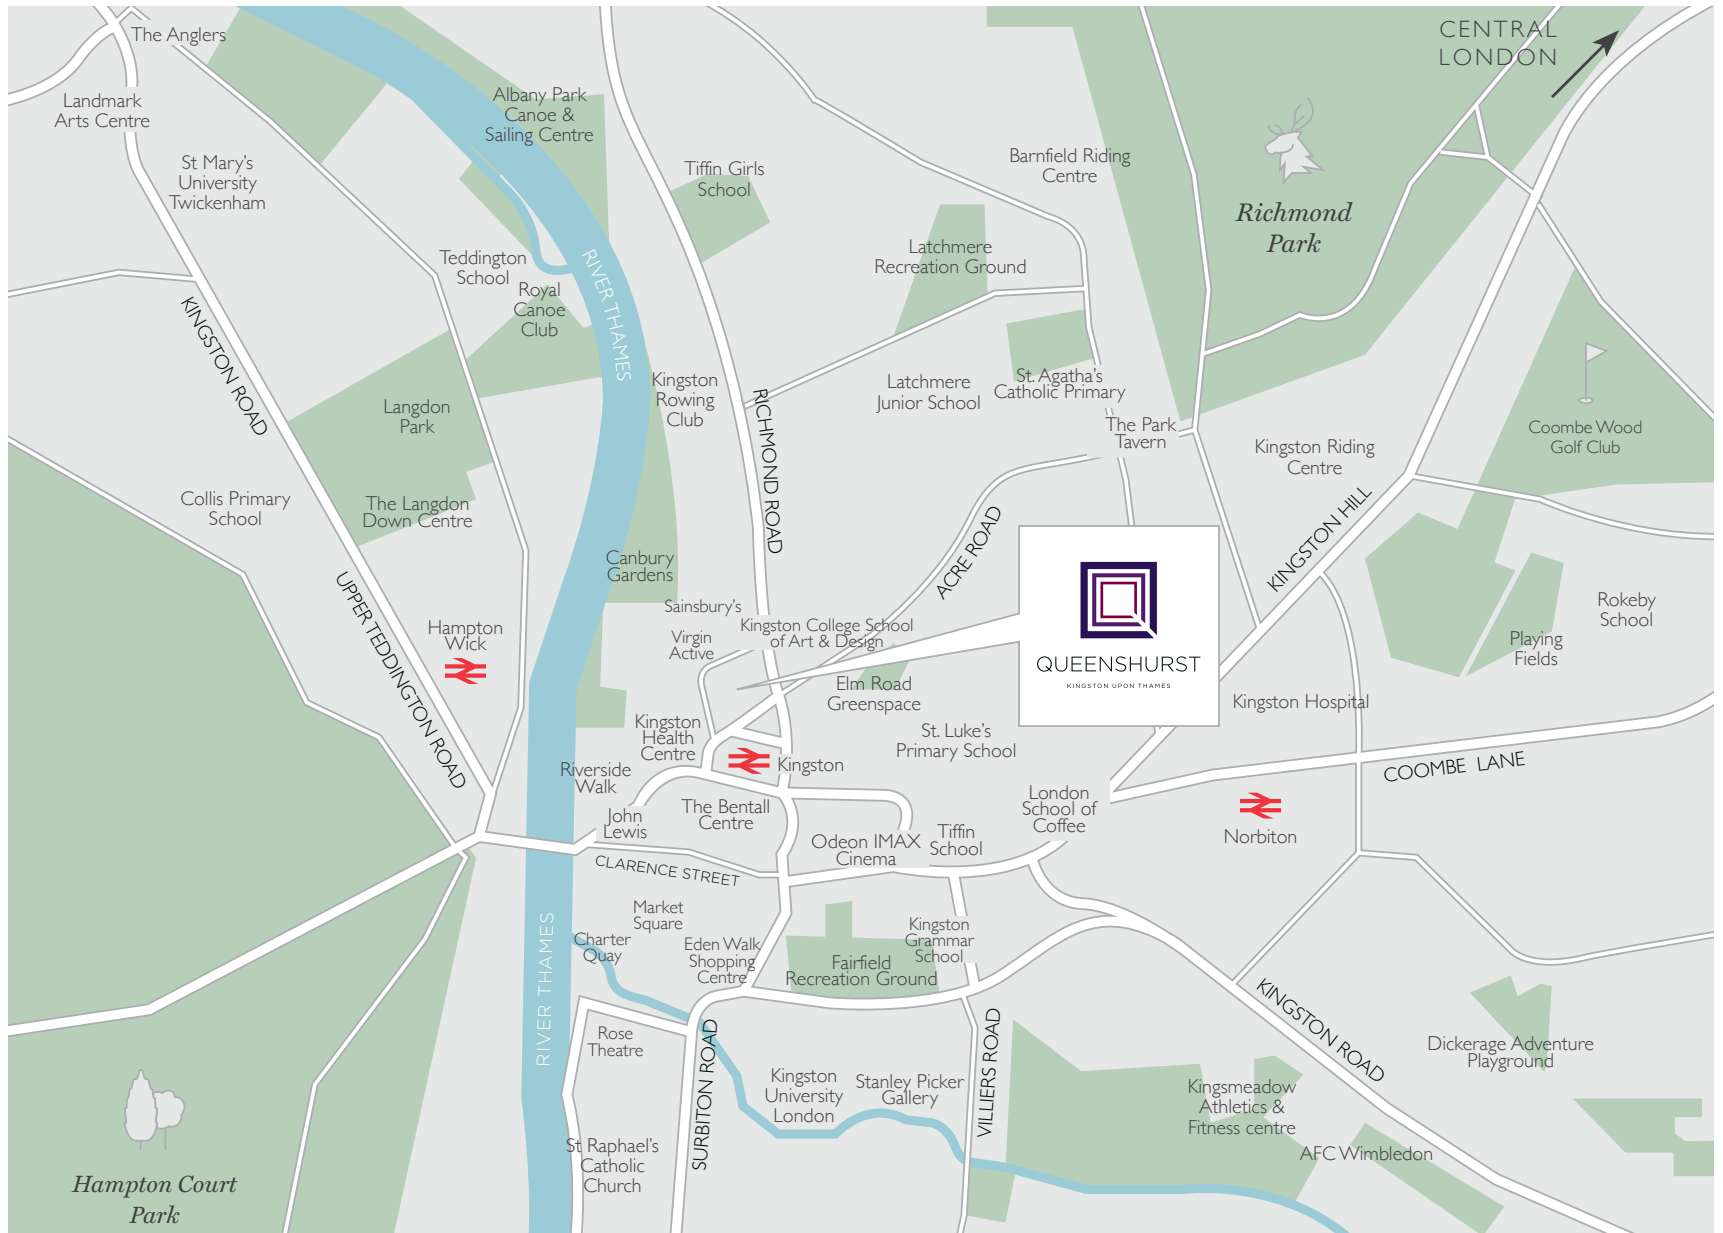 The Anglers
CENTRAL
LONDON
Landmark
Arts Centre
Albany Park
Canoe &
Sailing Centre
St Mary's
University
Twickenham
Tiffin Girls
School
Barnfield Riding
Centre
Richmond
Park
Teddington
School
Royal
Canoe
Club
RIVER THAMES
Latchmere
Recreation Ground
KINGSTON ROAD
Langdon
Park
Kingston
Rowing
Club
RICHMOND ROAD
Latchmere
Junior School
St. Agatha's
Catholic Primary
The Park
Tavern
Kingston Riding
Centre
Coombe Wood
Golf Club
Collis Primary
School
The Langdon
Down Centre
Canbury
Gardens
ACRE ROAD
KINGSTON HILL
UPPER TEDDINGTON ROAD
Hampton
Wick
Sainsbury's
Virgin
Active
Kingston College School
of Art & Design
QUEENSHURST
KINGSTON UPON THAMES
Rokeby
School
Playing
Fields
Elm Road
Greenspace
Kingston Hospital
Kingston
Health
Centre
St. Luke's
Primary School
Kingston
Riverside
Walk
COOMBE LANE
John
Lewis
The Bentall
Centre
London
School of
Coffee
Norbiton
Odeon IMAX
Cinema
Tiffin
School
CLARENCE STREET
Market
Square
Charter
Quay
Eden Walk
Shopping
Centre
Kingston
Grammar
School
Fairfield
Recreation Ground
RIVER THAMES
Rose
Theatre
SURBITON ROAD
VILLIERS ROAD
KINGSTON ROAD
Dickerage Adventure
Playground
Kingston
University
London
Stanley Picker
Gallery
Kingsmeadow
Athletics &
Fitness centre
AFC Wimbledon
St Raphael's
Catholic
Church
Hampton Court
Park